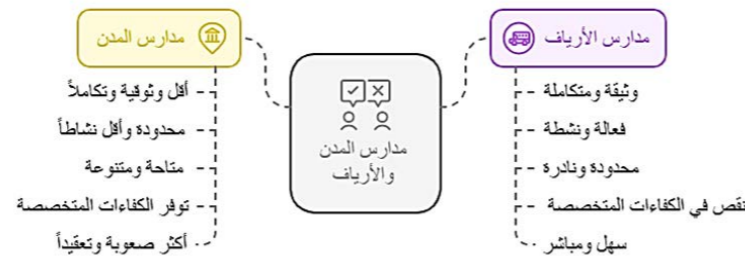 مدارس الأرياف
وثيقة ومتكاملة
فعالة ونشطة
محدودة ونادرة
نقص في الكفاءات المتخصصة
سهل ومباشر
مدارس المدن
والأرياف
مدارس المدن
أقل وثوقية وتكاملاً
محدودة وأقل نشاطاً
متاحة ومتنوعة
توفر الكفاءات المتخصصة
أكثر صعوبة وتعقيداً